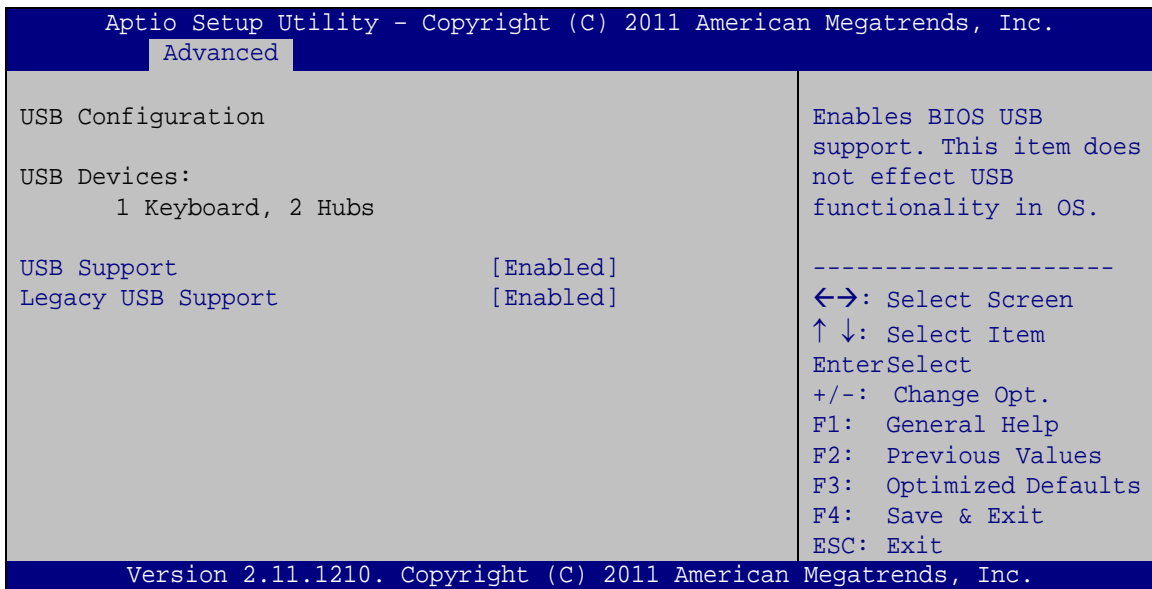 Aptio Setup Utility – Copyright (C) 2011 American Megatrends, Inc.
Advanced
USB Configuration
USB Devices:
1 Keyboard, 2 Hubs
USB Support [Enabled]
Legacy USB Support [Enabled]
Enables BIOS USB
support. This item does
not effect USB
functionality in OS.
---------------------
←→: Select Screen
↑ ↓: Select Item
EnterSelect
+/-: Change Opt.
F1: General Help
F2: Previous Values
F3: Optimized Defaults
F4: Save & Exit
ESC: Exit
Version 2.11.1210. Copyright (C) 2011 American Megatrends, Inc.